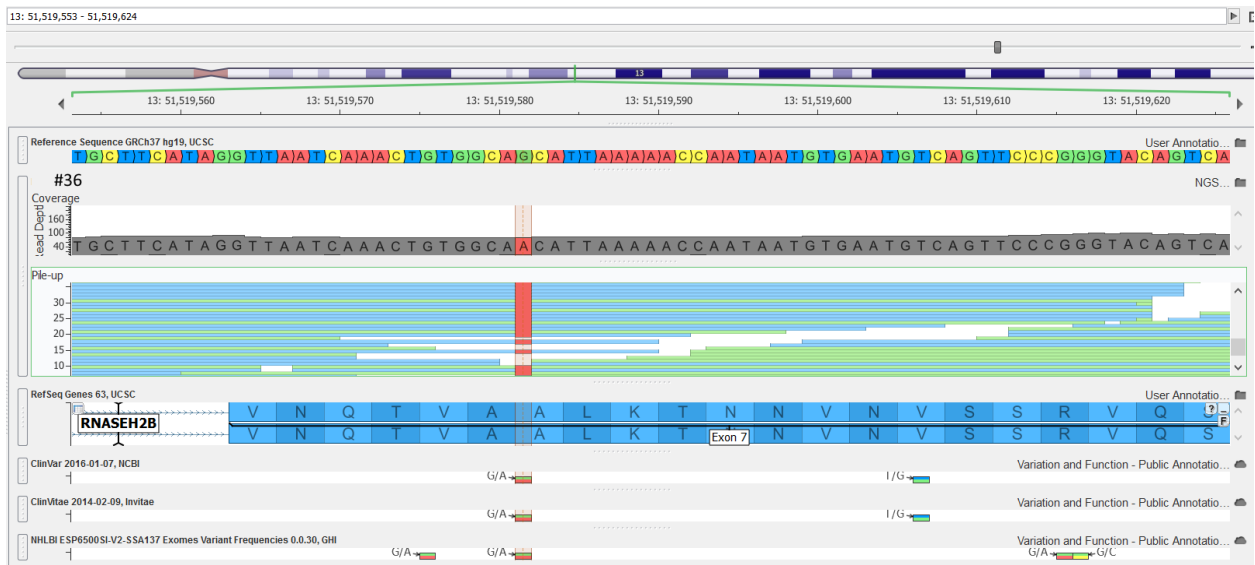 13: 51,519,553 - 51,519,624
13
13: 51,519,560 13: 51,519,570 13: 51,519,580 13: 51,519,590 13: 51,519,600 13: 51,519,610 13: 51,519,620
Reference Sequence GRCh37 hg19, UCSC User Annotatio...
T G C T T C A T A G G T T A A T C A A A C T G T G G C A G C A T T A A A A A C C A A T A A T G T G A A T G T C A G T T C C C G G G T A C A G T C A
#36 NGS...
Coverage
160
100
40
T G C T T C A T A G G T T A A T C A A A C T G T G G C A A C A T T A A A A A C C A A T A A T G T G A A T G T C A G T T C C C G G G T A C A G T C A
Pile-up
30
25
20
15
10
RefSeq Genes 63, UCSC User Annotatio...
V N Q T V A A L K T N N V N V S S R V Q S ?
RNASEH2B F
V N Q T V A A L K T Exon 7 N V N V S S R V Q S
ClinVar 2016-01-07, NCBI Variation and Function - Public Annotatio...
G/A T/G
ClinVitae 2014-02-09, Invitae Variation and Function - Public Annotatio...
G/A T/G
NHLBI ESP6500SI-V2-SSA137 Exomes Variant Frequencies 0.0.30, GHI Variation and Function - Public Annotatio...
G/A G/A G/A G/C